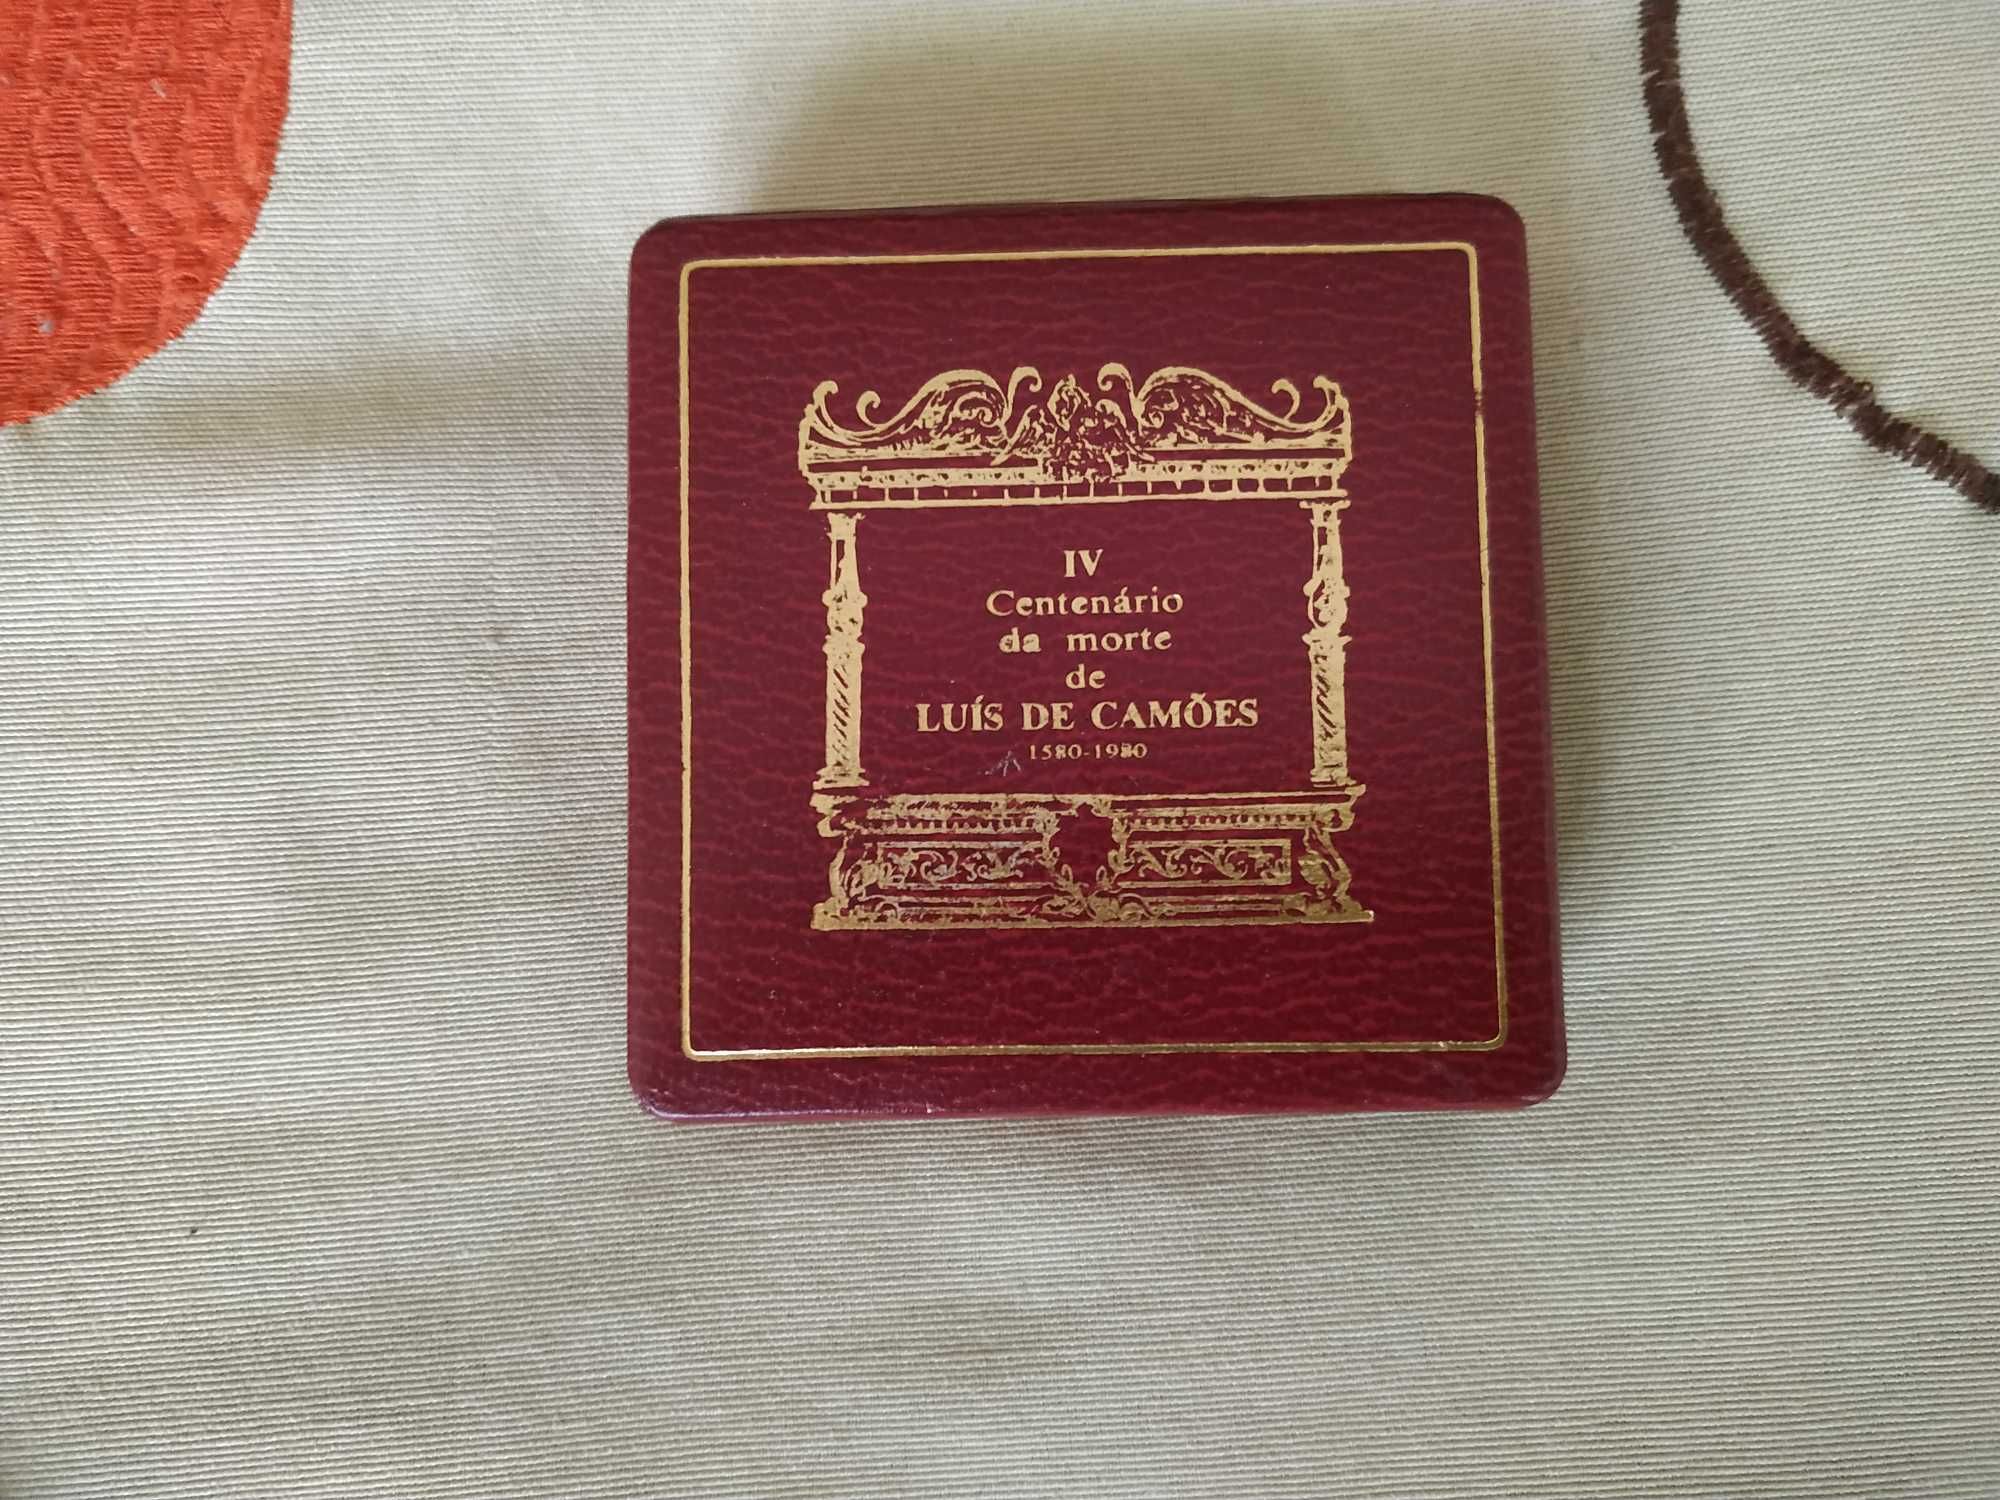 IV
Centenário
da morte
de
LUÍS DE CAMÕES
1580-1980